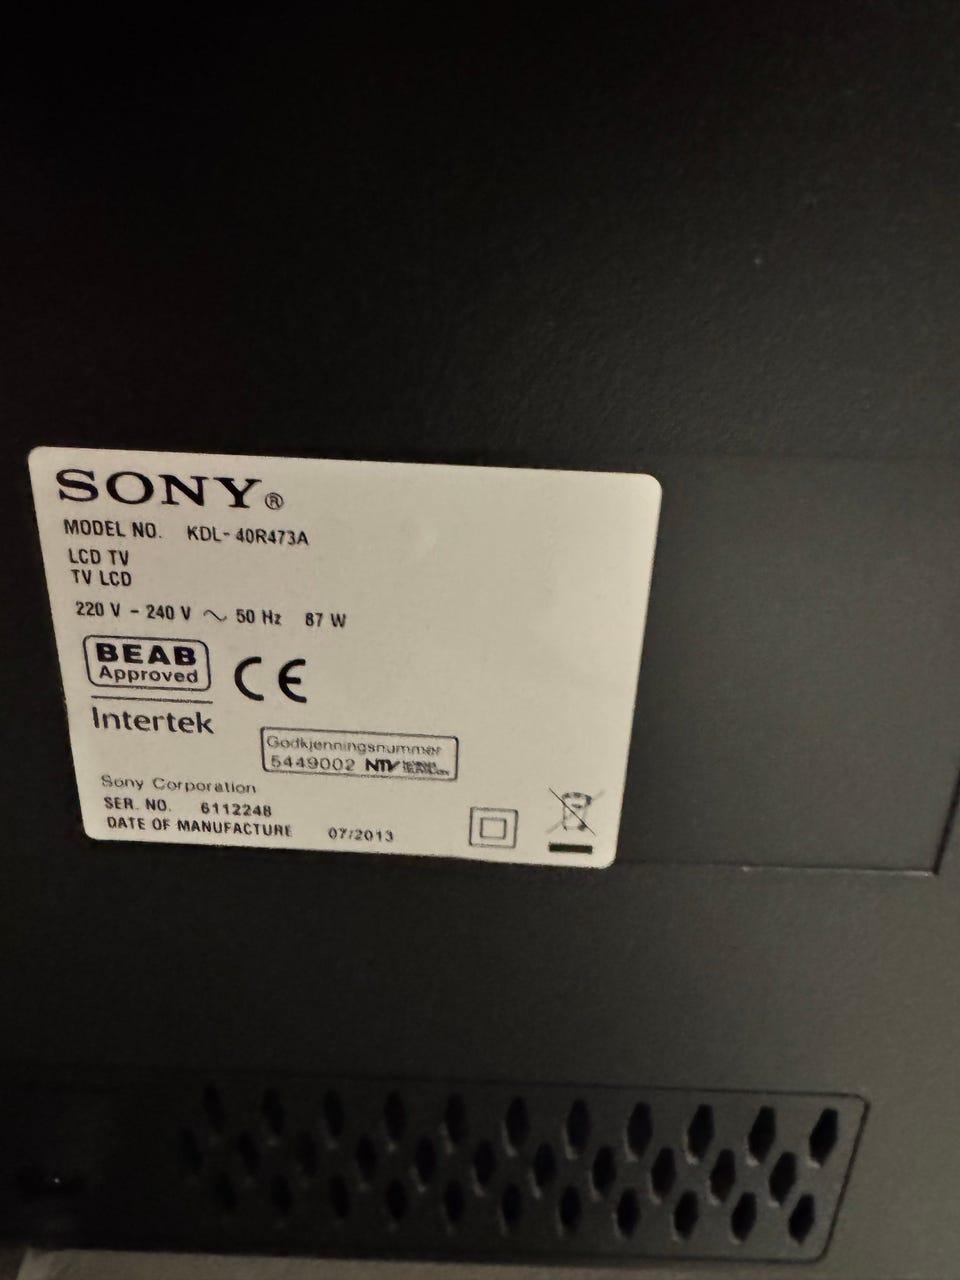 SONY®
MODEL NO. KDL-40R473A
LCD TV
TV LCD
220 V - 240 V ~ 50 Hz 87 W
BEAB
Approved
CE
Intertek
Godkjenningsnummer
5449002 NTV
Sony Corporation
SER. NO. 6112248
DATE OF MANUFACTURE 07/2013